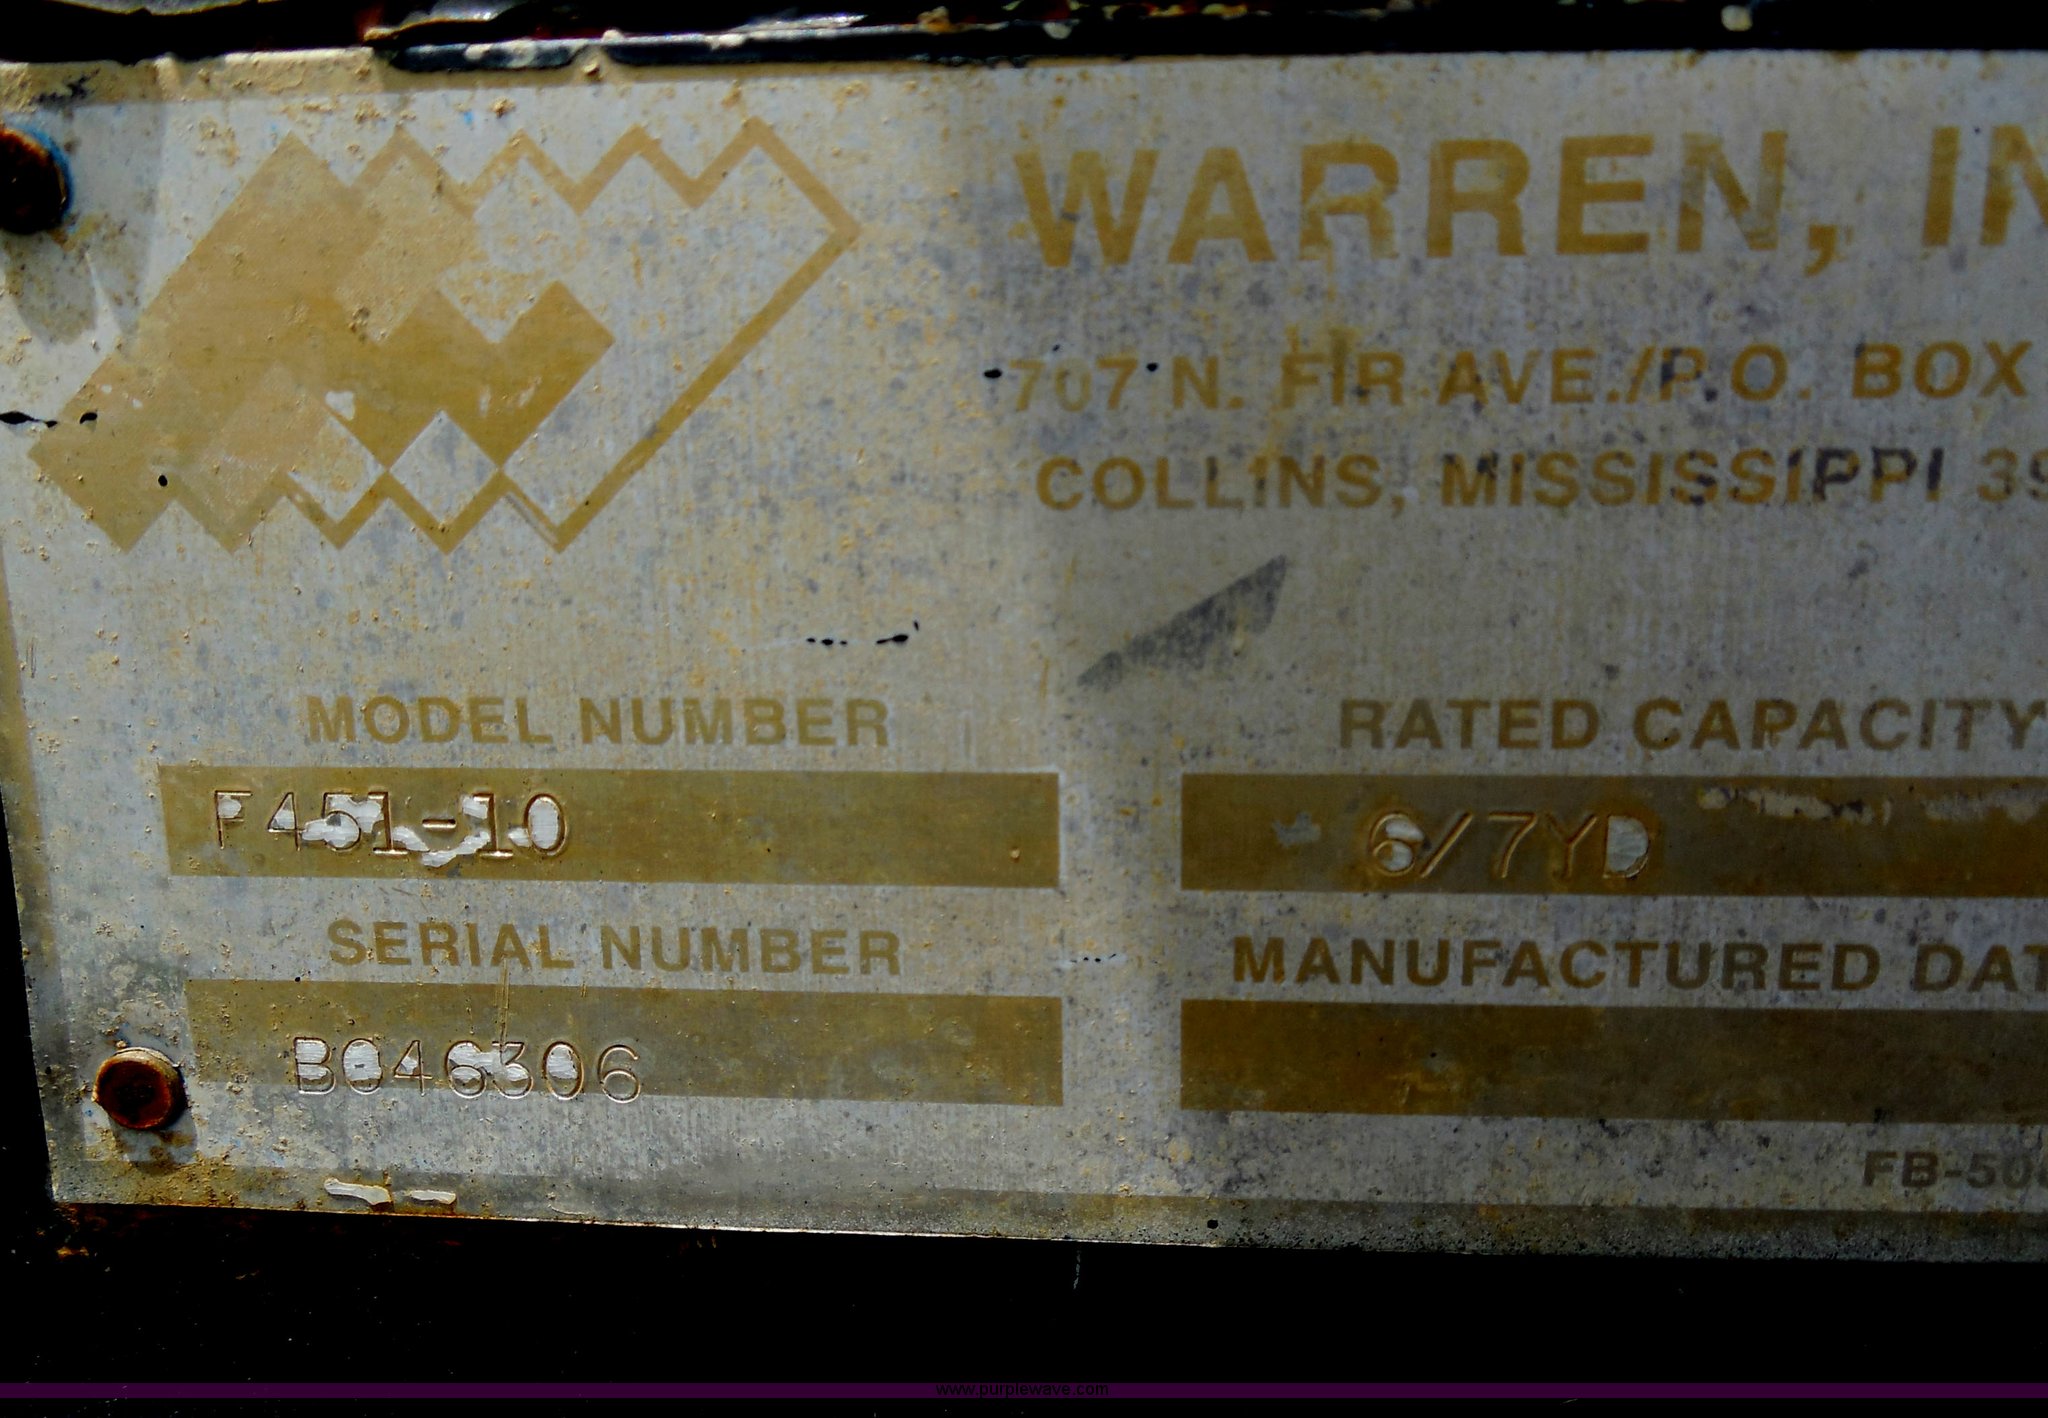 WARREN, IN
707 N. FIR AVE./P.O. BOX
COLLINS, MISSISSIPPI 39
MODEL NUMBER
RATED CAPACITY
F451-10
6/7YD
SERIAL NUMBER
MANUFACTURED DAT
B046306
FB-508
www.purplewave.com